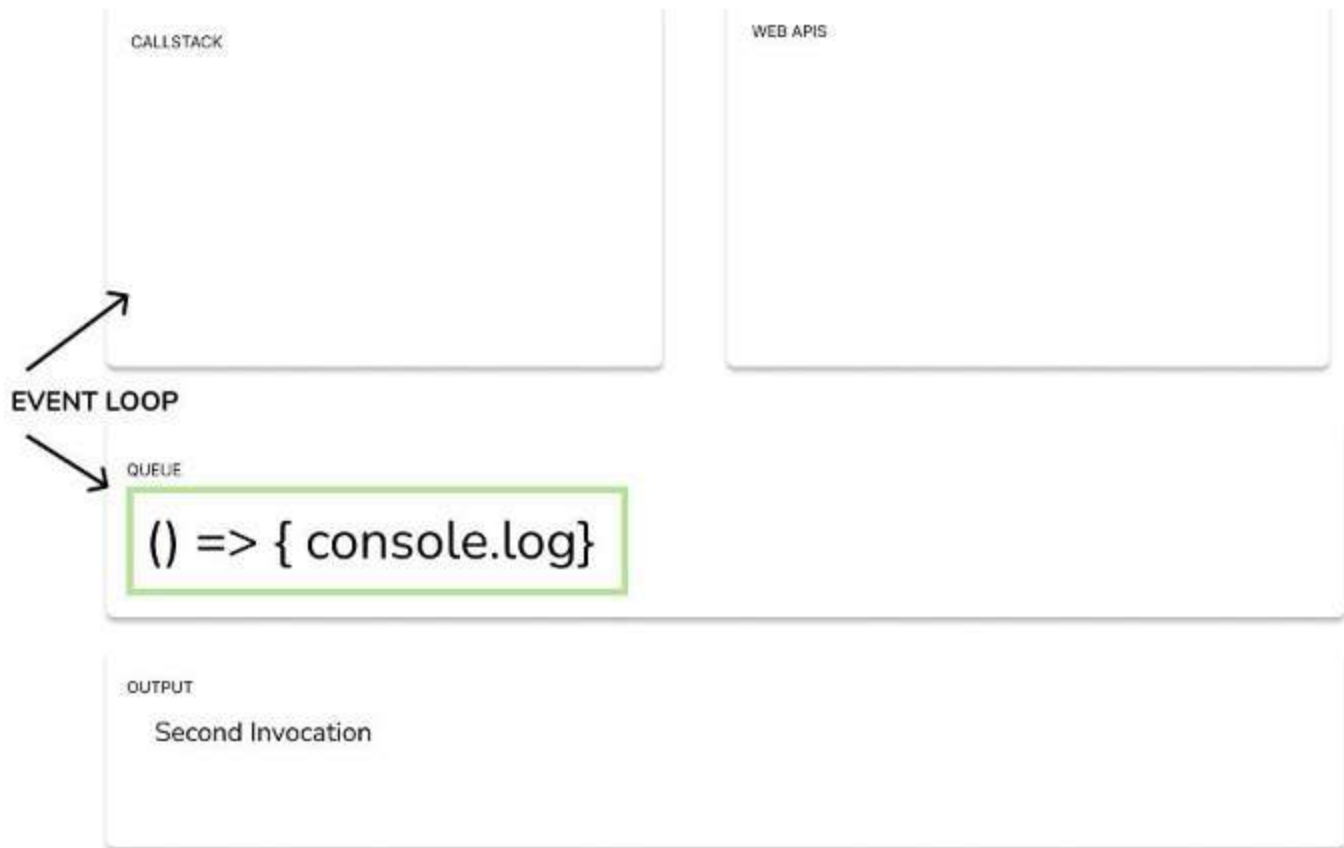 CALLSTACK
WEB APIS
EVENT LOOP
QUEUE
() => { console.log}
OUTPUT
Second Invocation